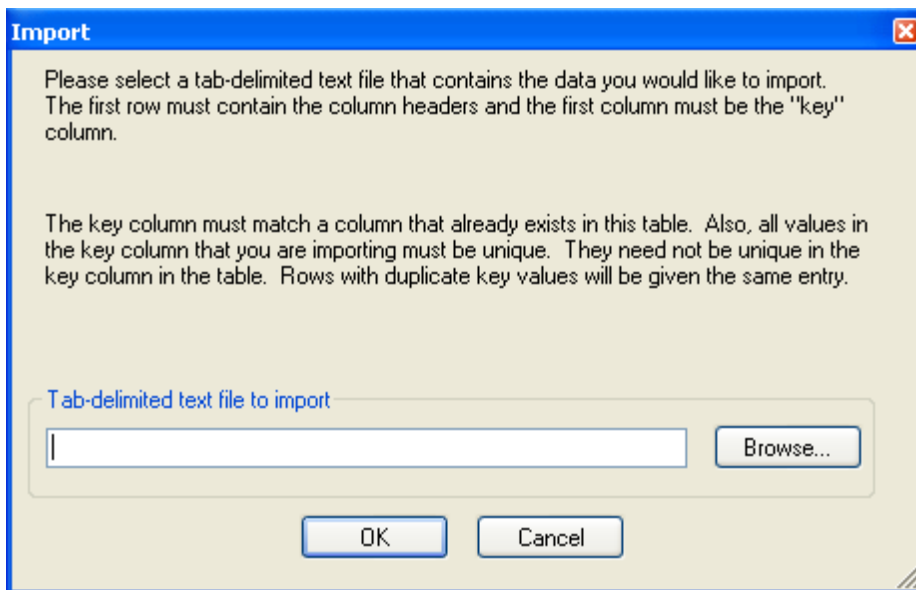 Import
Please select a tab-delimited text file that contains the data you would like to import.
The first row must contain the column headers and the first column must be the "key"
column.
The key column must match a column that already exists in this table.  Also, all values in
the key column that you are importing must be unique.  They need not be unique in the
key column in the table.  Rows with duplicate key values will be given the same entry.
Tab-delimited text file to import
Browse...
OK
Cancel